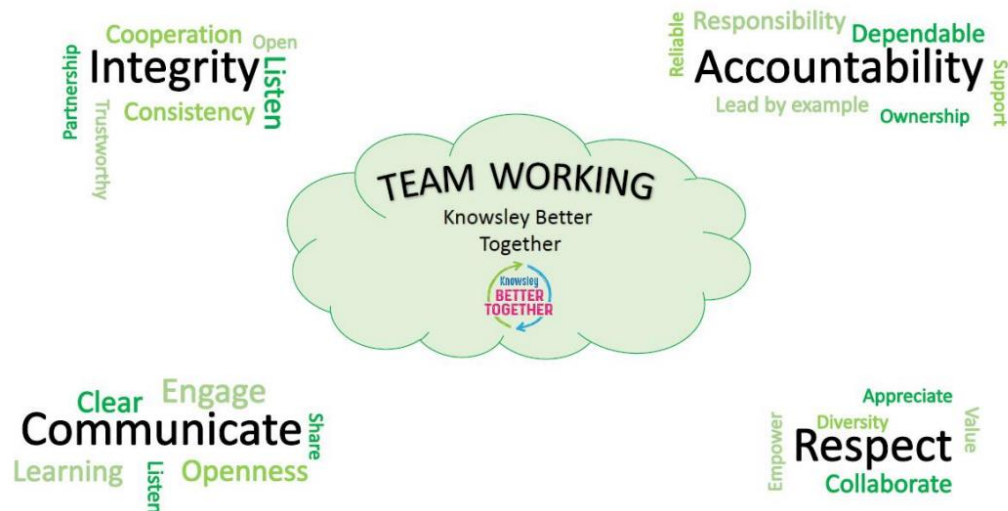 Cooperation
Open
Partnership
Integrity
Listen
Trustworthy
Consistency
Reliable
Responsibility
Dependable
Accountability
Support
Lead by example
Ownership
TEAM WORKING
Knowsley Better
Together
Knowsley
BETTER
TOGETHER
Clear
Engage
Communicate
Share
Learning
Listen
Openness
Appreciate
Empower
Diversity
Value
Respect
Collaborate